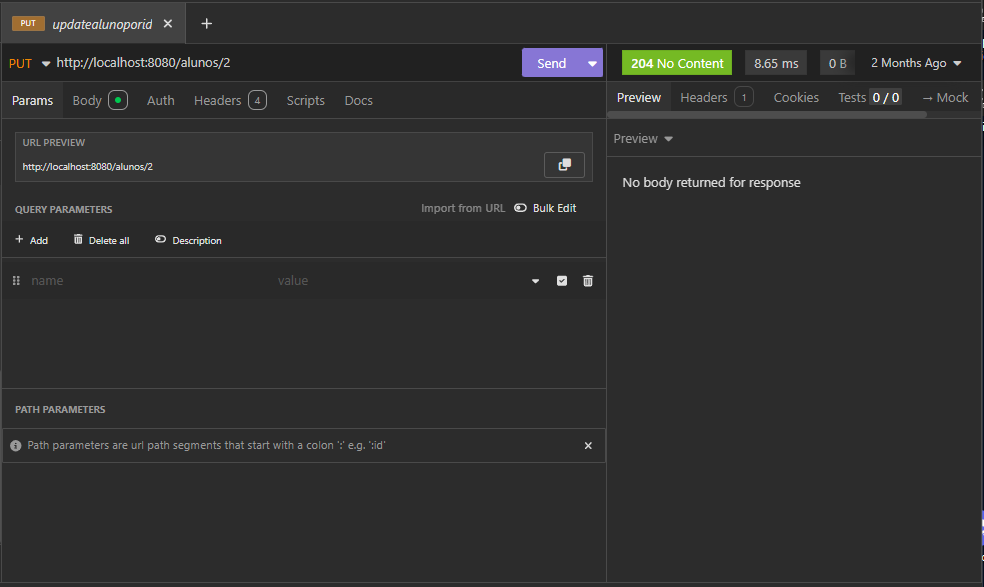 PUT updatealunoporid
PUT http://localhost:8080/alunos/2 Send
Params Body Auth Headers 4 Scripts Docs
URL PREVIEW
http://localhost:8080/alunos/2
QUERY PARAMETERS Import from URL Bulk Edit
+ Add Delete all Description
name value
PATH PARAMETERS
Path parameters are url path segments that start with a colon ':' e.g. ':id'
204 No Content 8.65 ms 0 B 2 Months Ago
Preview Headers 1 Cookies Tests 0 / 0 → Mock
Preview
No body returned for response